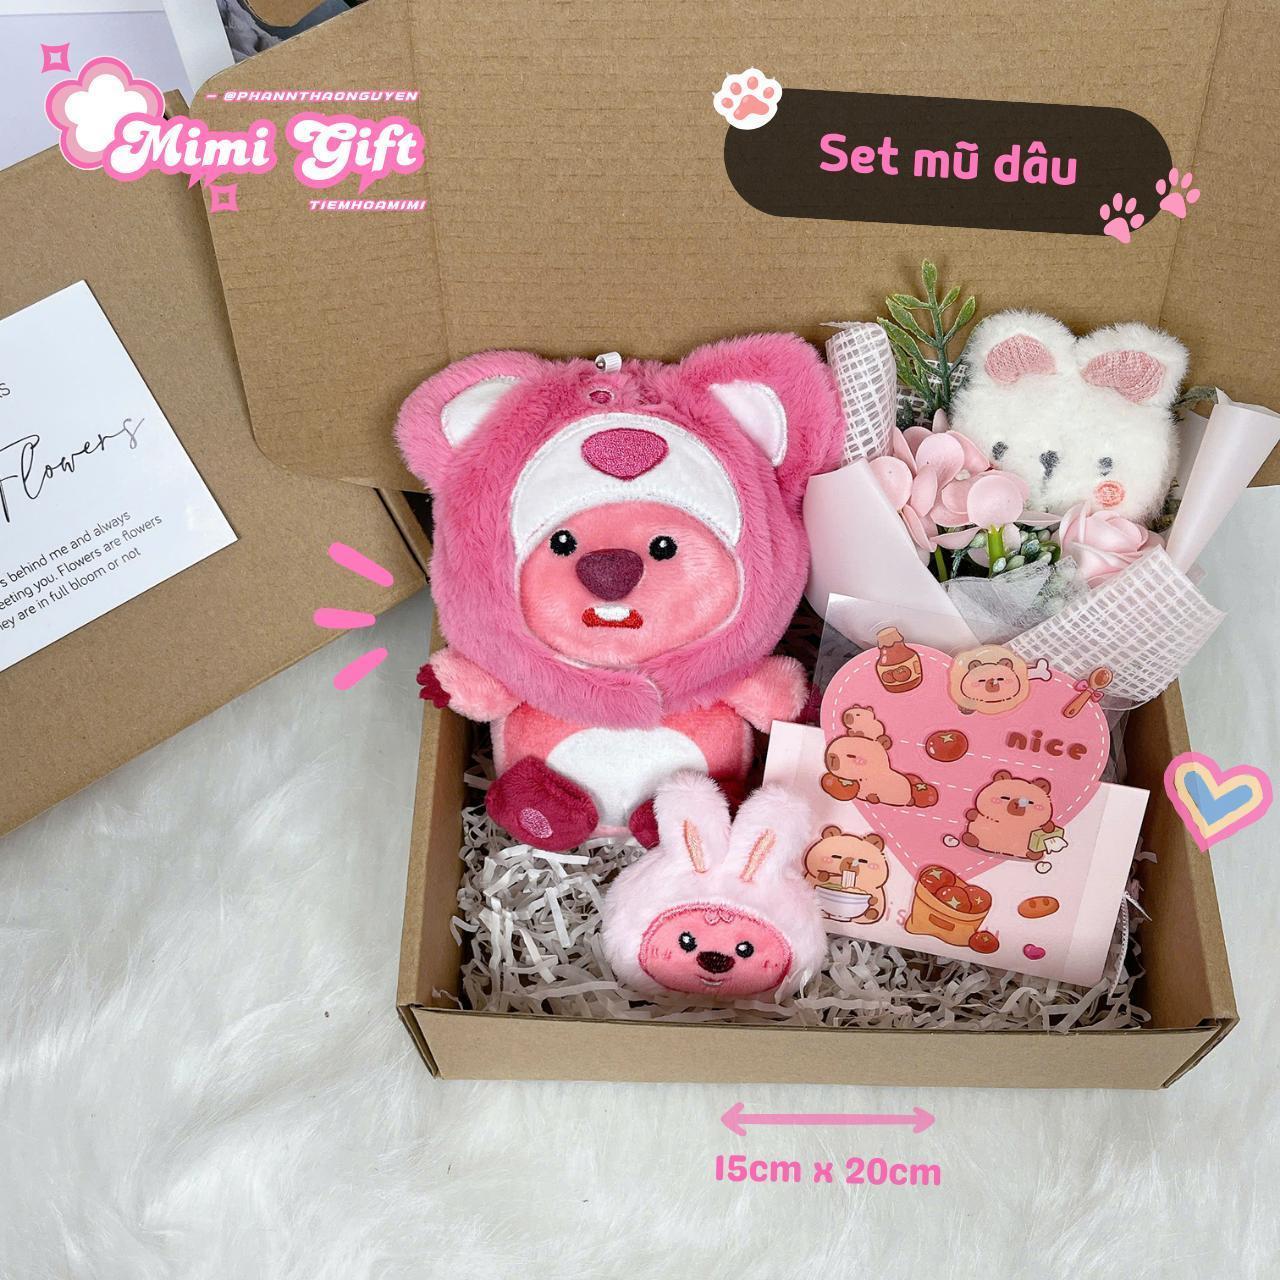 - @PHANNTHAONGUYEN
Mimi Gift
TIEMHOAMIMI
Set mũ dâu
Flowers
behind me and always
eeting you. Flowers are flowers
hey are in full bloom or not
nice
15cm x 20cm